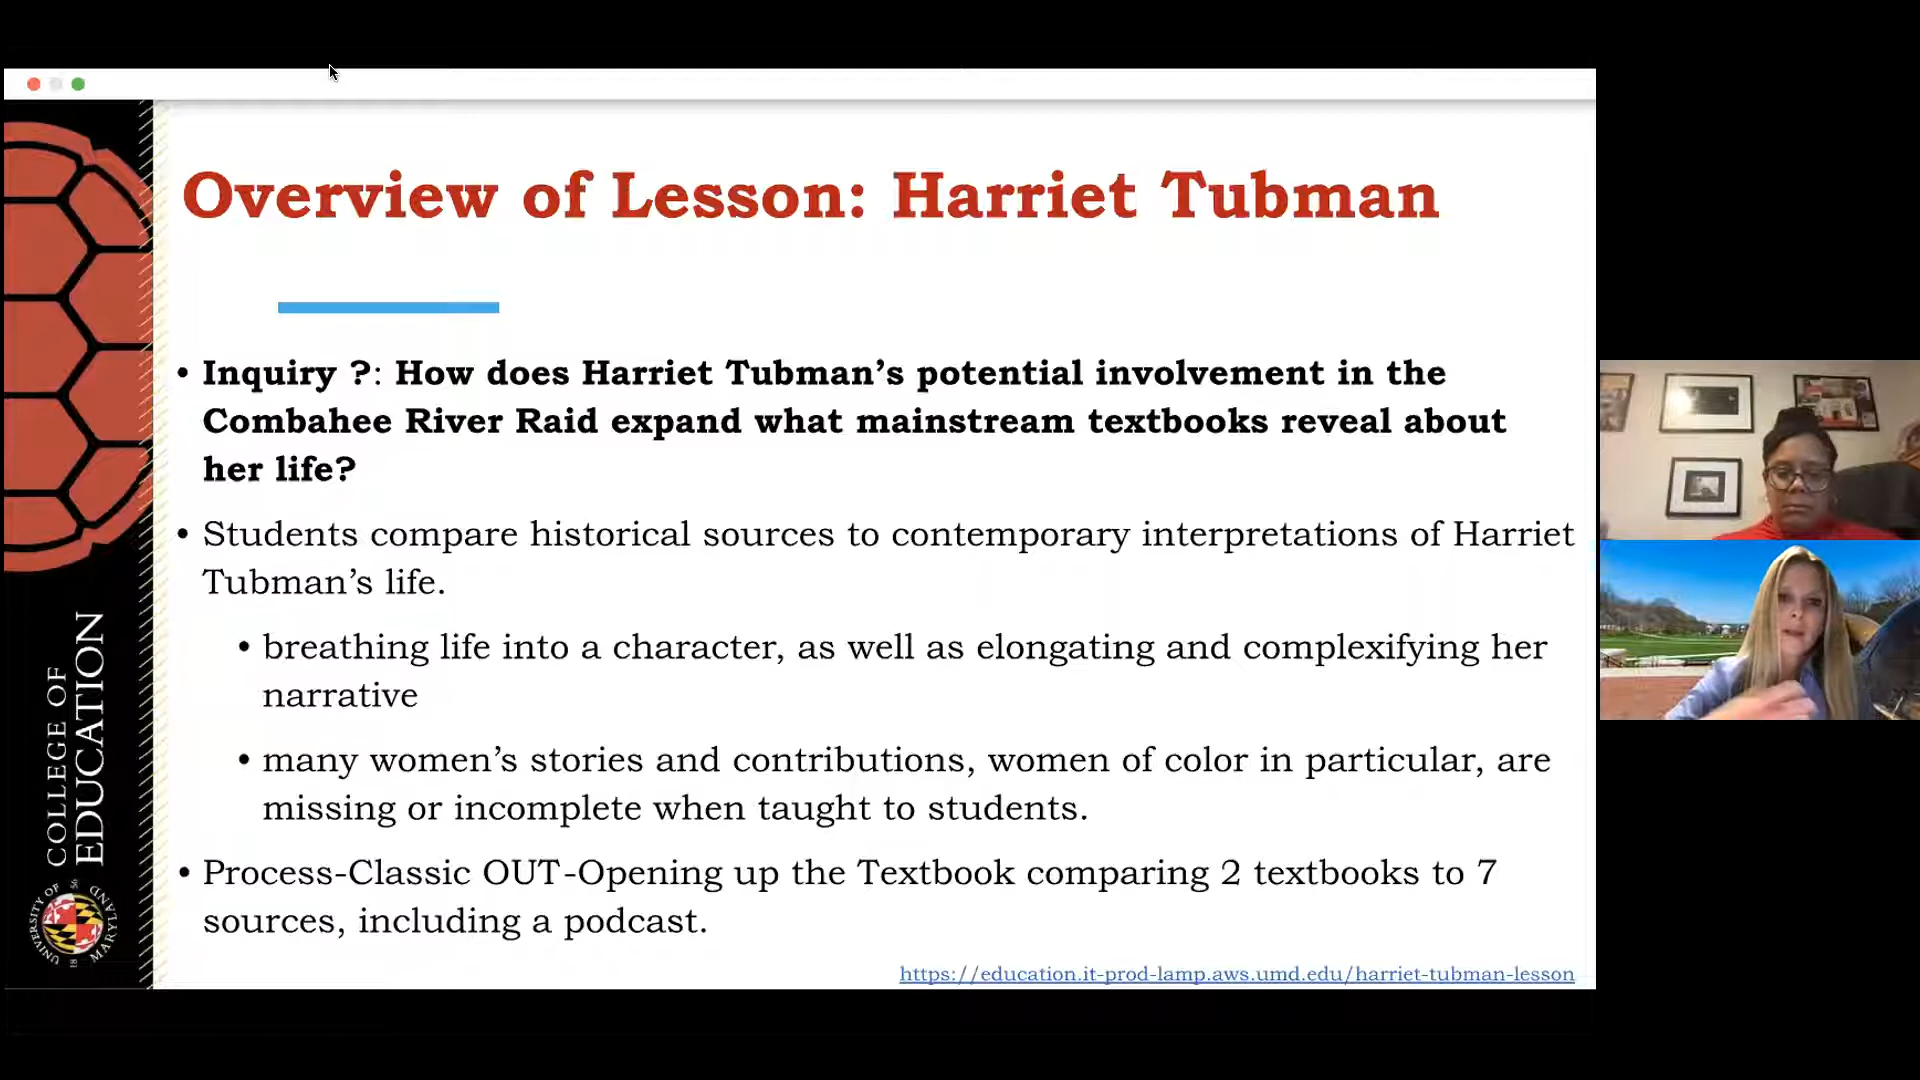 Overview of Lesson: Harriet Tubman
• Inquiry ?: How does Harriet Tubman’s potential involvement in the
Combahee River Raid expand what mainstream textbooks reveal about
her life?
• Students compare historical sources to contemporary interpretations of Harriet
Tubman’s life.
• breathing life into a character, as well as elongating and complexifying her
narrative
• many women’s stories and contributions, women of color in particular, are
missing or incomplete when taught to students.
• Process-Classic OUT-Opening up the Textbook comparing 2 textbooks to 7
sources, including a podcast.
https://education.it-prod-lamp.aws.umd.edu/harriet-tubman-lesson
COLLEGE OF
EDUCATION
UNIVERSITY OF
MARYLAND
18
56